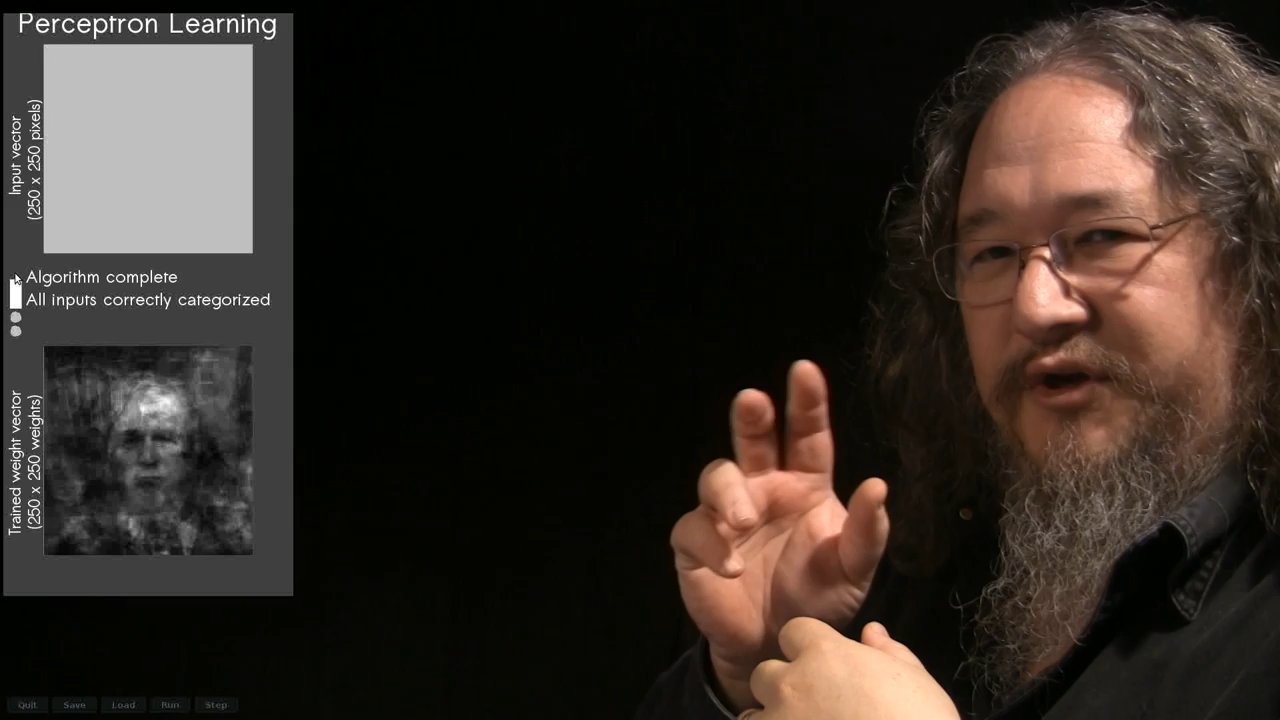 Perceptron Learning
Input vector
(250 x 250 pixels)
Algorithm complete
All inputs correctly categorized
Trained weight vector
(250 x 250 weights)
Quit
Save
Load
Run
Step